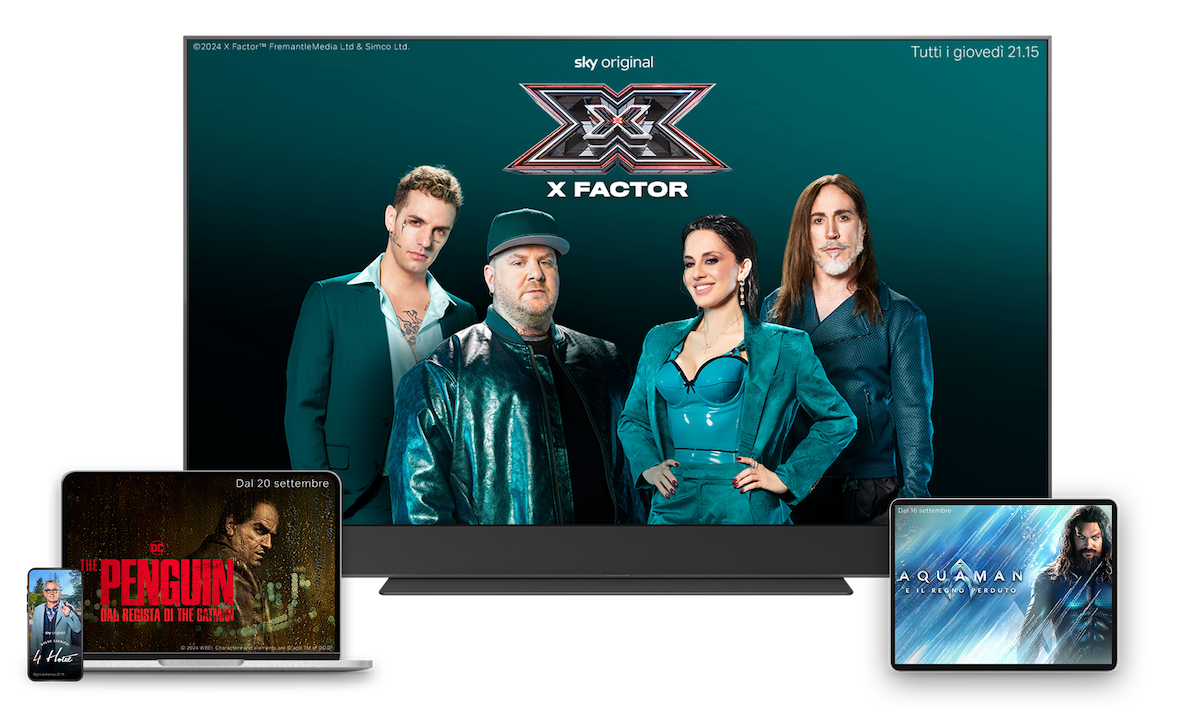 ©2024 X Factor™ FremantleMedia Ltd & Simco Ltd.
Tutti i giovedì 21.15
sky original
X FACTOR
Dal 20 settembre
DC
THE
PENGUIN
DAL REGISTA DI THE BATMAN
© 2024 WBEI. Characters and elements are © and TM of DC.
sky original
4 Hotel
Dal 16 settembre
AQUAMAN
E IL REGNO PERDUTO